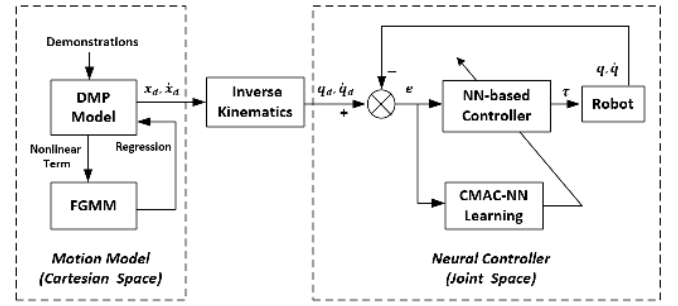 Demonstrations
DMP
Model
x_d, ẋ_d
Inverse
Kinematics
q_d, q̇_d
+
−
e
NN-based
Controller
τ
q, q̇
Robot
Nonlinear
Term
Regression
FGMM
CMAC-NN
Learning
Motion Model
(Cartesian Space)
Neural Controller
(Joint Space)